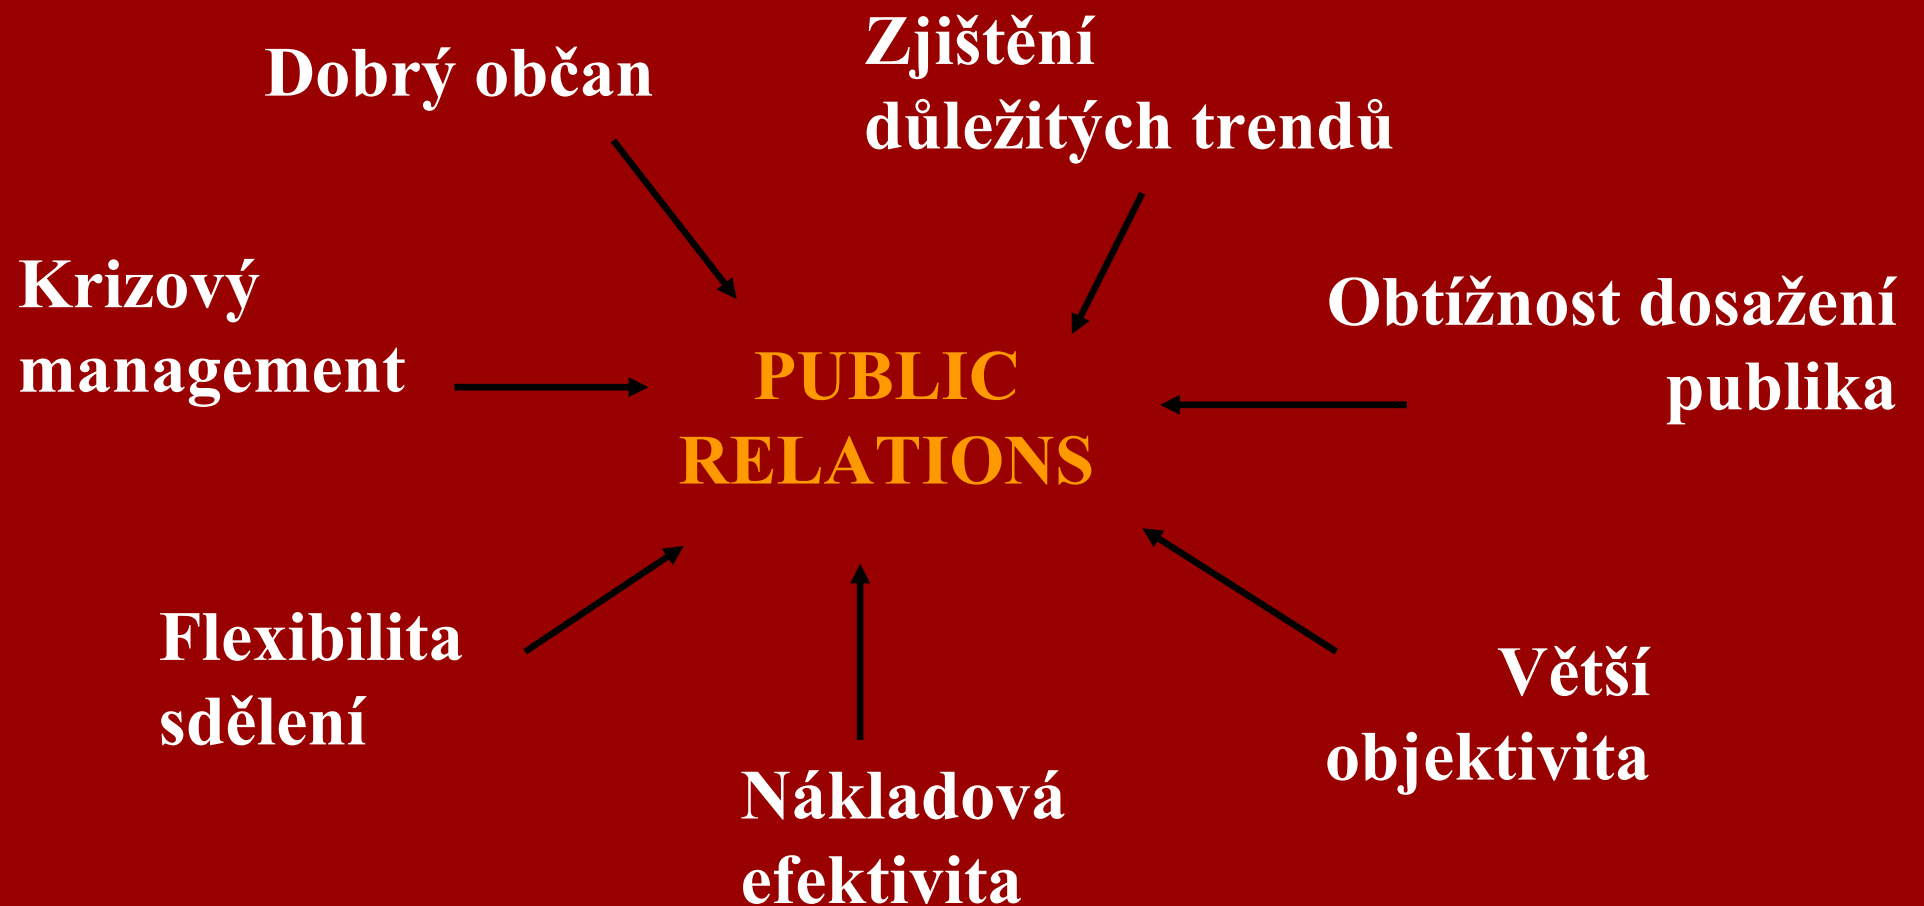 Dobrý občan
Zjištění
důležitých trendů
Krizový
management
Obtížnost dosažení
publika
PUBLIC
RELATIONS
Flexibilita
sdělení
Větší
objektivita
Nákladová
efektivita